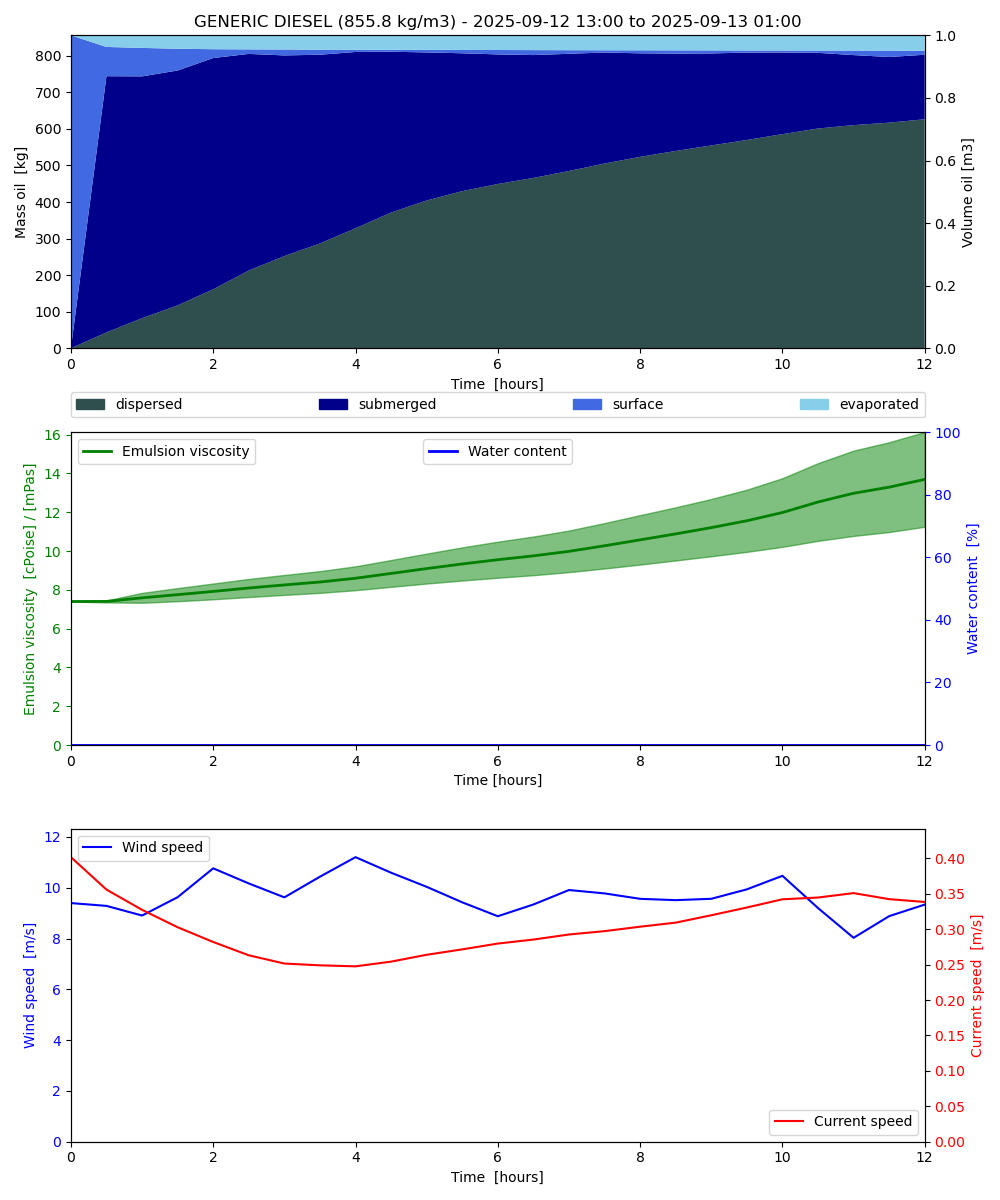 GENERIC DIESEL (855.8 kg/m3) - 2025-09-12 13:00 to 2025-09-13 01:00
Mass oil [kg]
800
700
600
500
400
300
200
100
0
1.0
0.8
0.6
0.4
0.2
0.0
Volume oil [m3]
0 2 4 6 8 10 12
Time [hours]
dispersed submerged surface evaporated
Emulsion viscosity [cPoise] / [mPas]
16
14
12
10
8
6
4
2
0
Emulsion viscosity Water content
100
80
60
40
20
0
Water content [%]
0 2 4 6 8 10 12
Time [hours]
Wind speed [m/s]
12
10
8
6
4
2
0
Wind speed
0.40
0.35
0.30
0.25
0.20
0.15
0.10
0.05
0.00
Current speed [m/s]
Current speed
0 2 4 6 8 10 12
Time [hours]